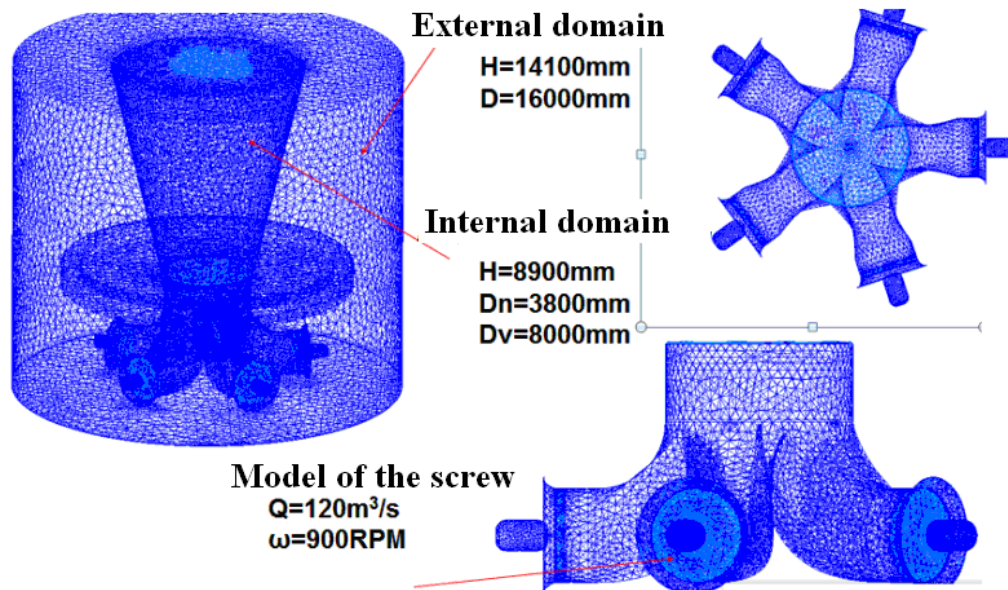 External domain
H=14100mm
D=16000mm
Internal domain
H=8900mm
Dn=3800mm
Dv=8000mm
Model of the screw
Q=120m³/s
ω=900RPM